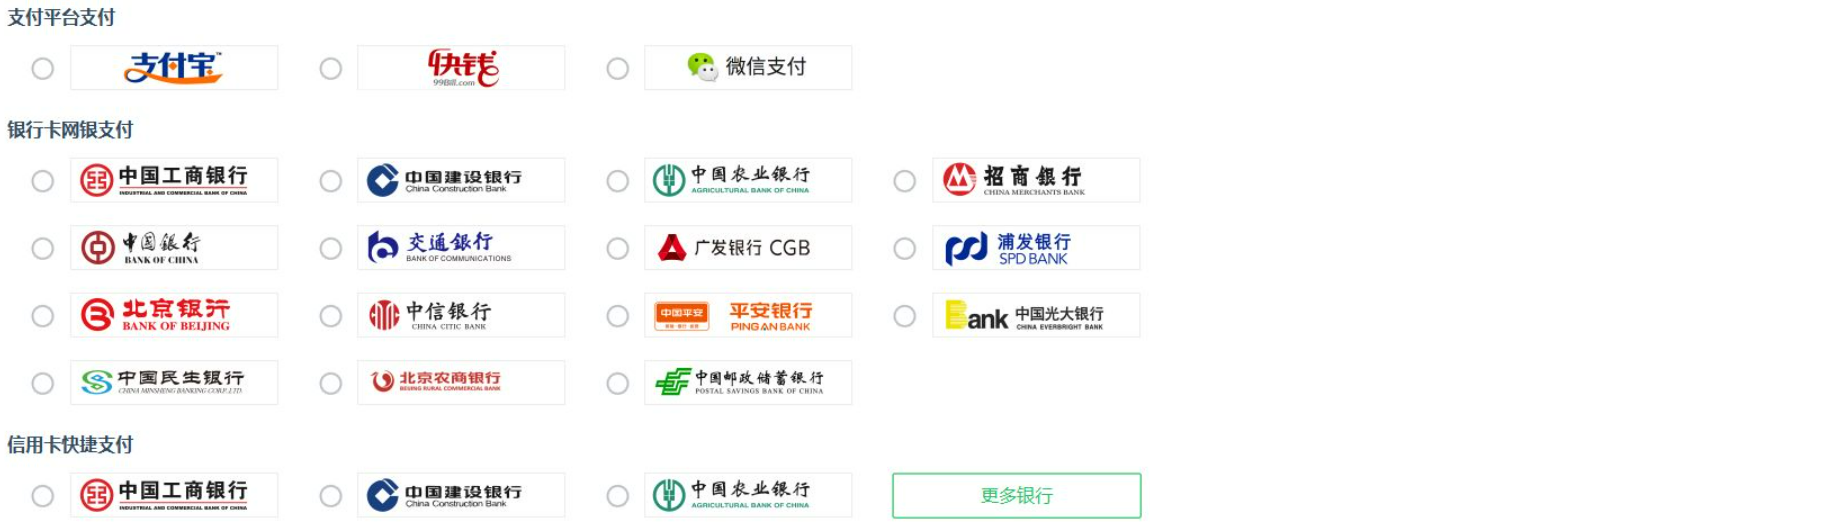 支付平台支付
支付宝
快钱
99Bill.com
微信支付
银行卡网银支付
中国工商银行
INDUSTRIAL AND COMMERCIAL BANK OF CHINA
中国建设银行
China Construction Bank
中国农业银行
AGRICULTURAL BANK OF CHINA
招商銀行
CHINA MERCHANTS BANK
中国銀行
BANK OF CHINA
交通銀行
BANK OF COMMUNICATIONS
广发银行 CGB
浦发银行
SPD BANK
北京银行
BANK OF BEIJING
中信银行
CHINA CITIC BANK
中国平安
保险·银行·投资
平安银行
PING AN BANK
Bank
中国光大银行
CHINA EVERBRIGHT BANK
中国民生银行
CHINA MINSHENG BANKING CORP.,LTD.
北京农商银行
BEIJING RURAL COMMERCIAL BANK
中国邮政储蓄银行
POSTAL SAVINGS BANK OF CHINA
信用卡快捷支付
中国工商银行
INDUSTRIAL AND COMMERCIAL BANK OF CHINA
中国建设银行
China Construction Bank
中国农业银行
AGRICULTURAL BANK OF CHINA
更多银行